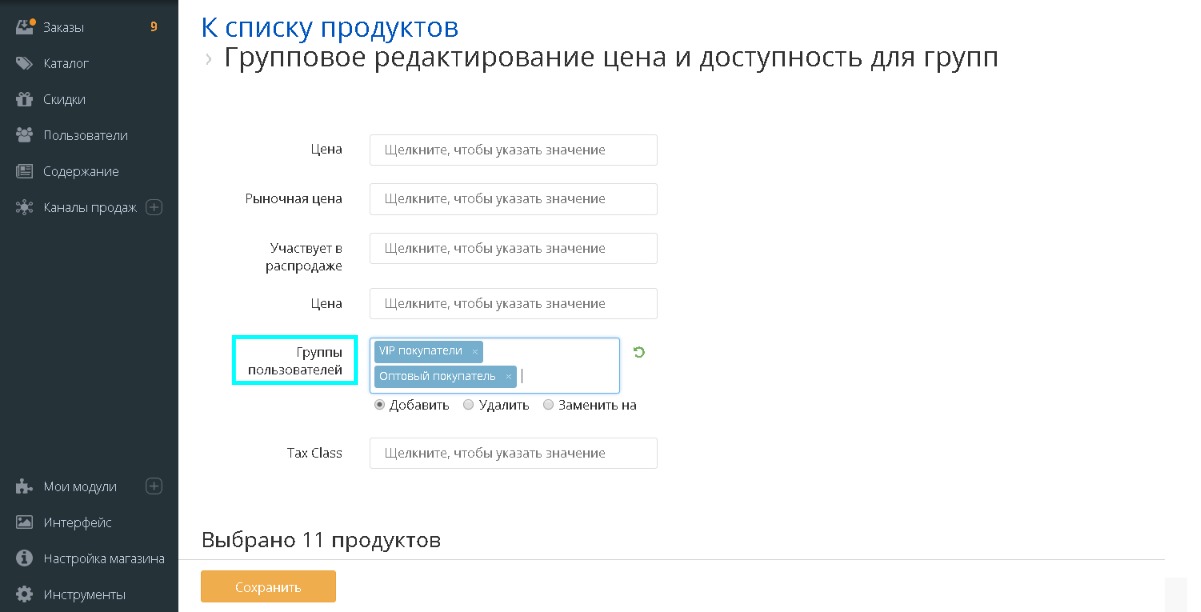 Заказы 9
Каталог
Скидки
Пользователи
Содержание
Каналы продаж
Мои модули
Интерфейс
Настройка магазина
Инструменты
К списку продуктов
› Групповое редактирование цена и доступность для групп
Цена Щелкните, чтобы указать значение
Рыночная цена Щелкните, чтобы указать значение
Участвует в
распродаже
Щелкните, чтобы указать значение
Цена Щелкните, чтобы указать значение
Группы
пользователей
VIP покупатели ×
Оптовый покупатель ×
Добавить Удалить Заменить на
Tax Class Щелкните, чтобы указать значение
Выбрано 11 продуктов
Сохранить